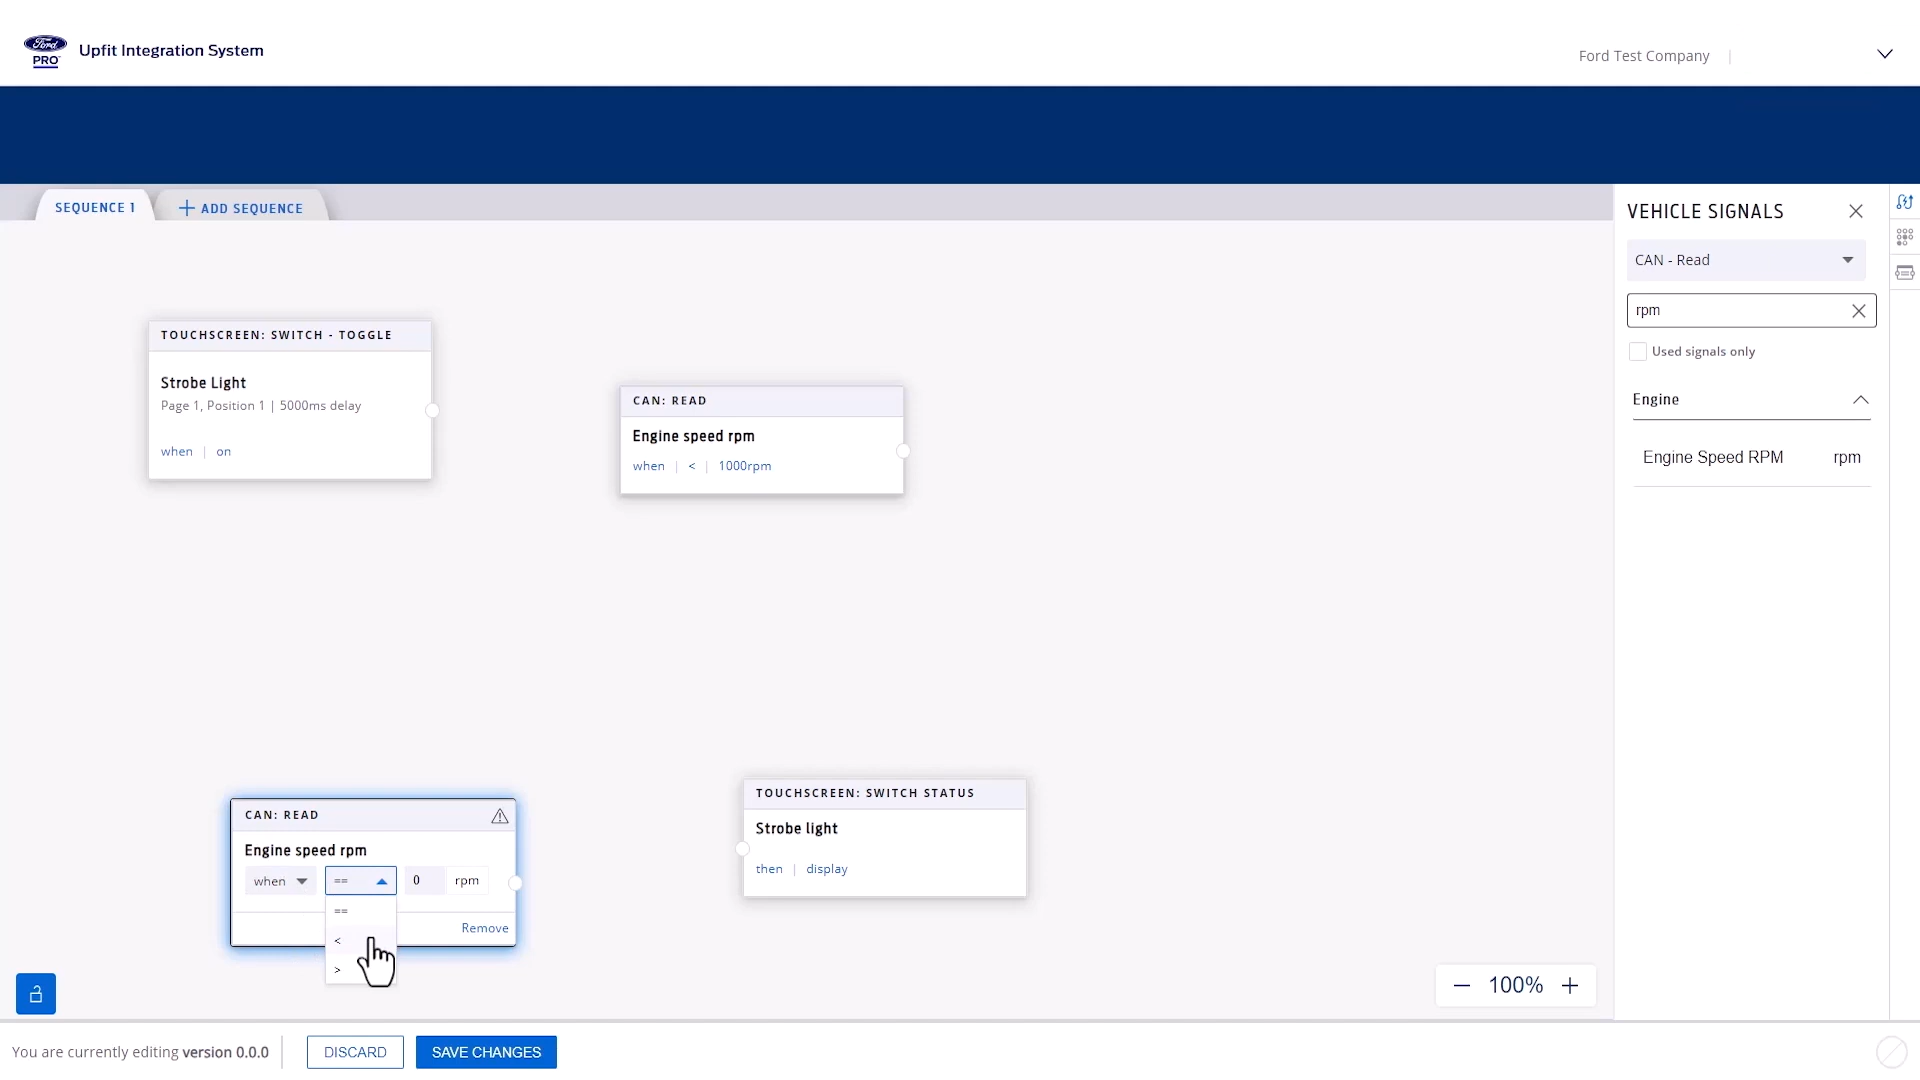 Ford
PRO
Upfit Integration System
Ford Test Company
SEQUENCE 1
ADD SEQUENCE
VEHICLE SIGNALS
CAN - Read
rpm
Used signals only
Engine
Engine Speed RPM rpm
TOUCHSCREEN: SWITCH - TOGGLE
Strobe Light
Page 1, Position 1 | 5000ms delay
when | on
CAN: READ
Engine speed rpm
when | < | 1000rpm
CAN: READ
Engine speed rpm
when == 0 rpm
==
<
>
Remove
TOUCHSCREEN: SWITCH STATUS
Strobe light
then | display
100%
You are currently editing version 0.0.0
DISCARD
SAVE CHANGES